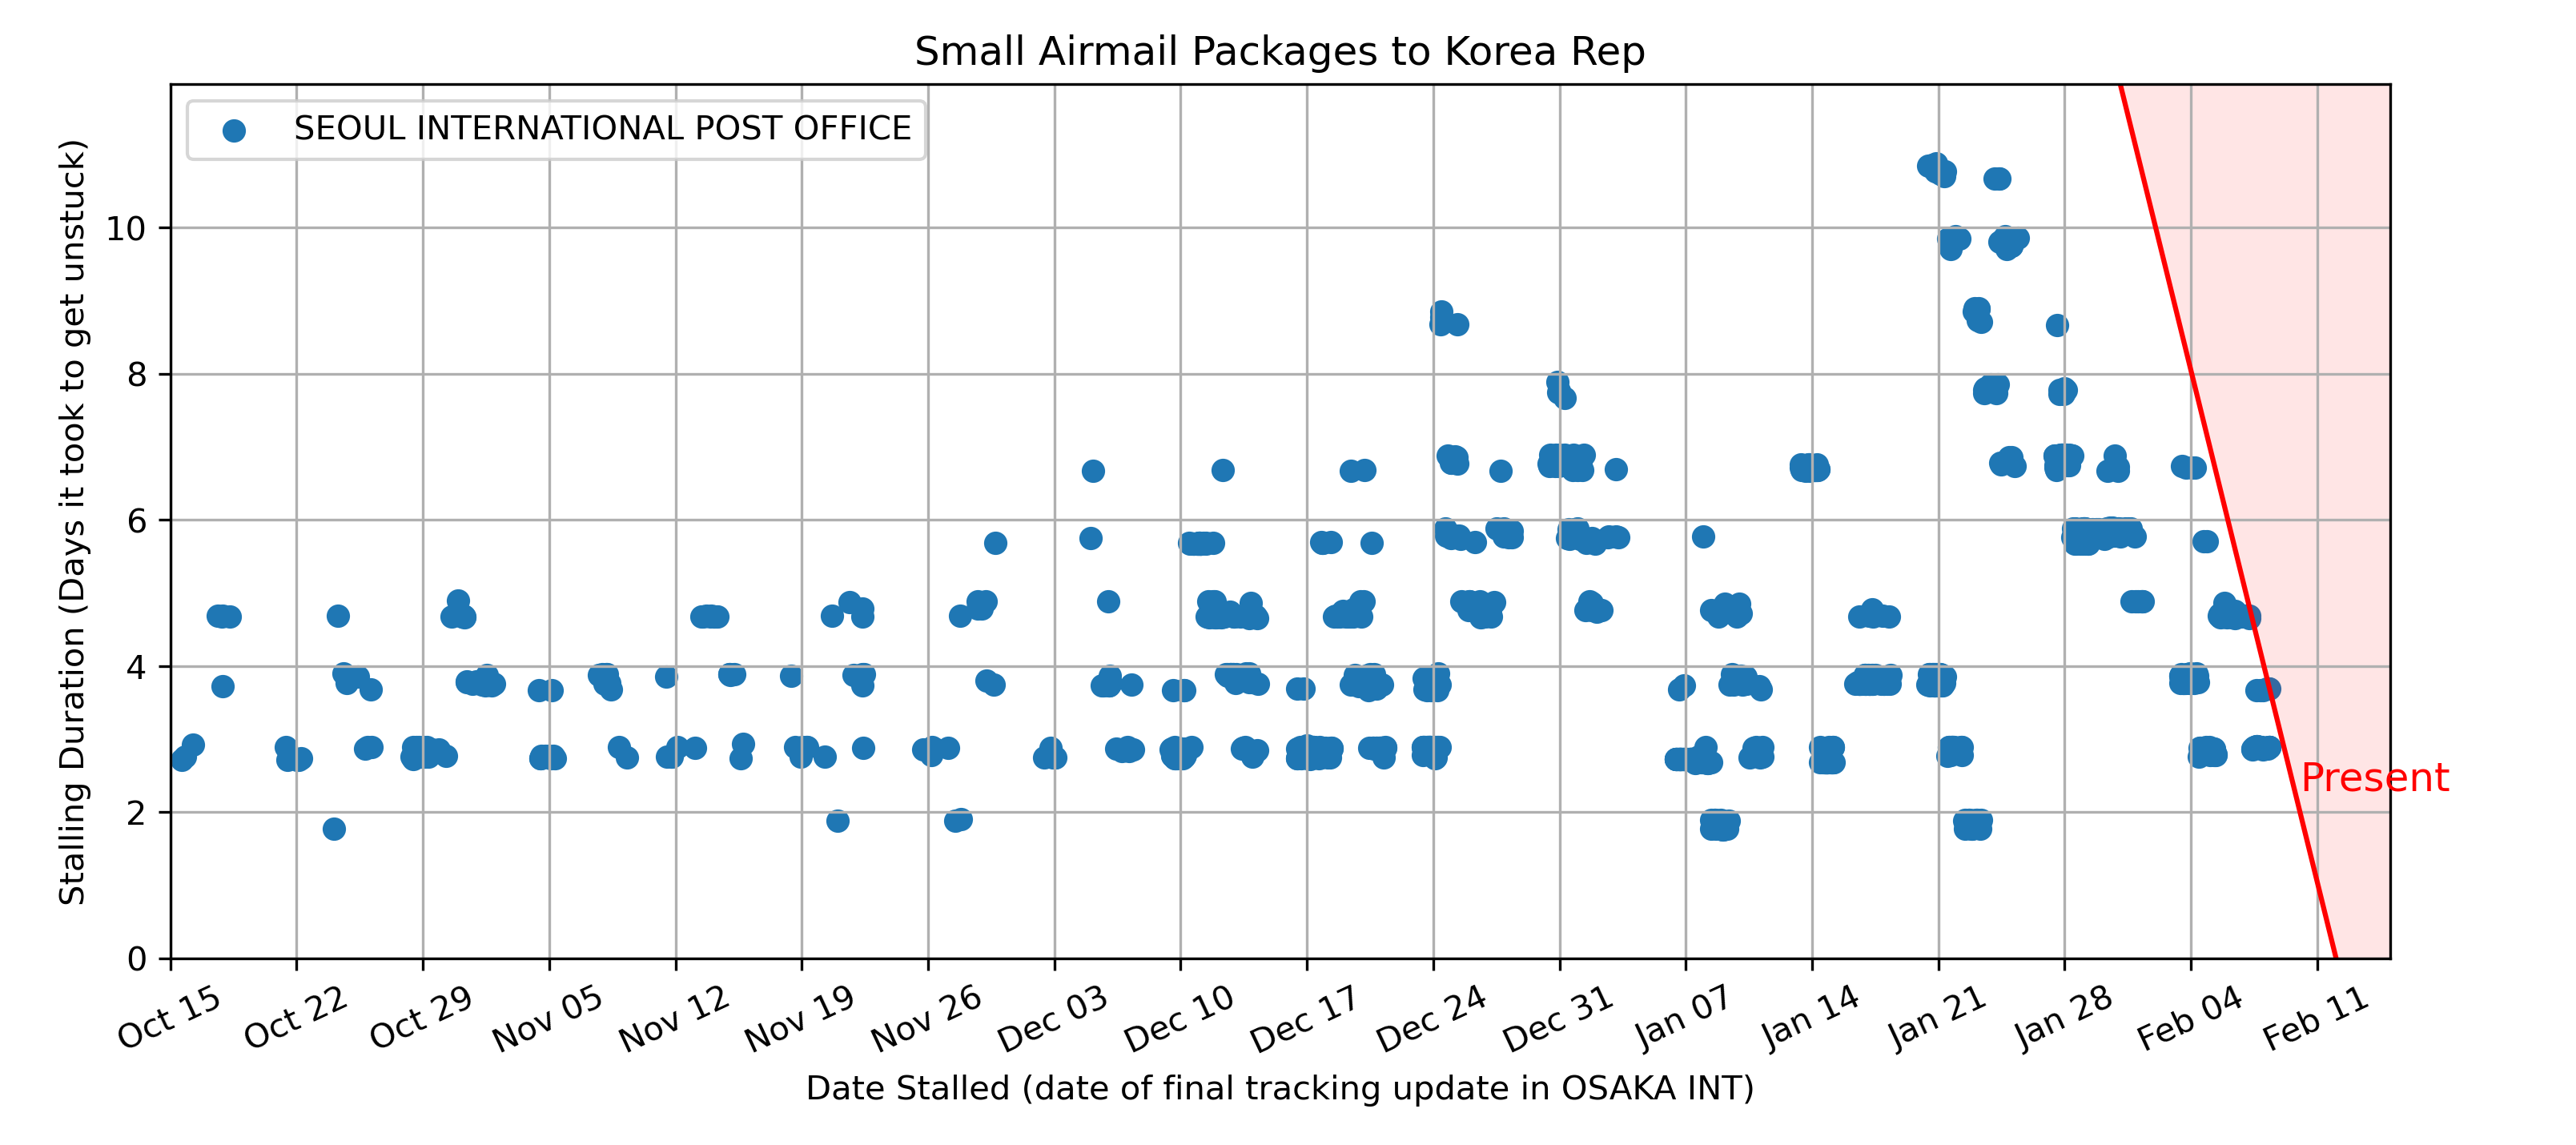 Small Airmail Packages to Korea Rep
SEOUL INTERNATIONAL POST OFFICE
Stalling Duration (Days it took to get unstuck)
10
8
6
4
2
0
Present
Oct 15
Oct 22
Oct 29
Nov 05
Nov 12
Nov 19
Nov 26
Dec 03
Dec 10
Dec 17
Dec 24
Dec 31
Jan 07
Jan 14
Jan 21
Jan 28
Feb 04
Feb 11
Date Stalled (date of final tracking update in OSAKA INT)